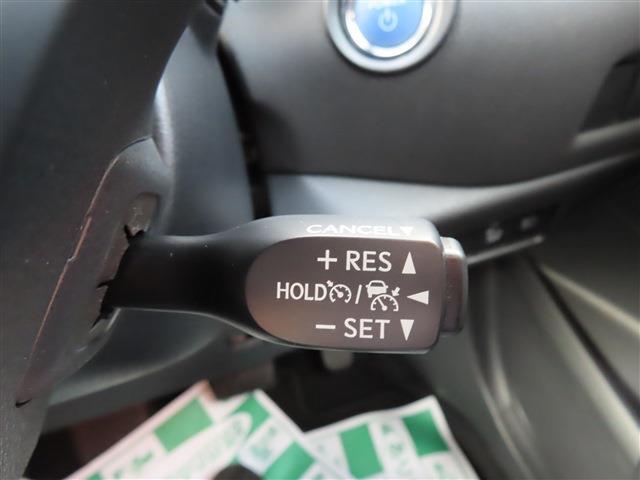 CANCEL▼
+ RES ▲
HOLD / ◄
− SET ▼